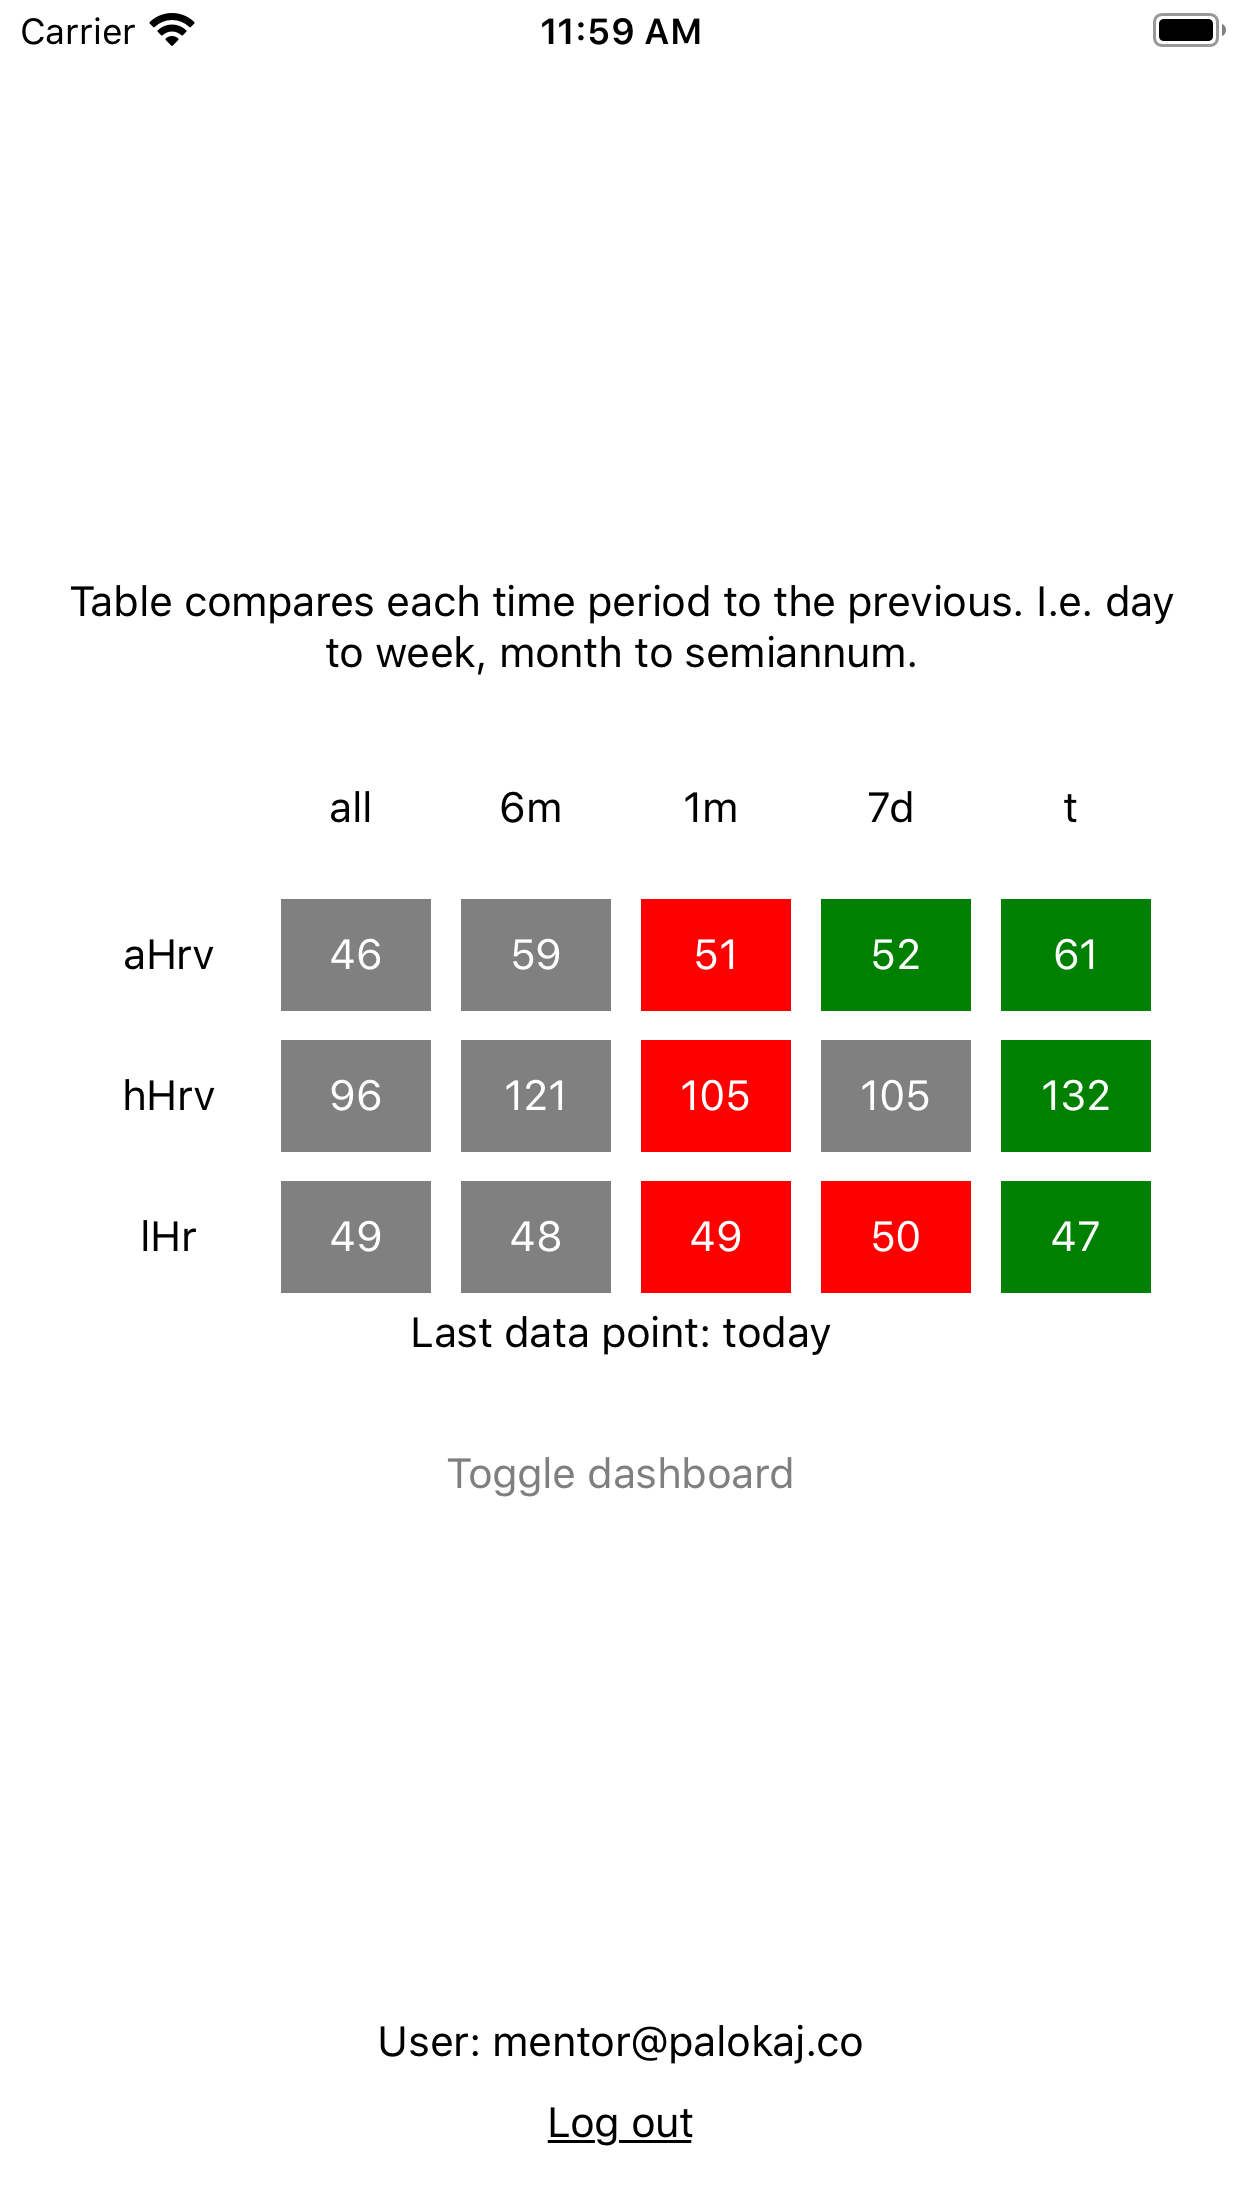 Carrier 11:59 AM
Table compares each time period to the previous. I.e. day
to week, month to semiannum.
all 6m 1m 7d t
aHrv 46 59 51 52 61
hHrv 96 121 105 105 132
lHr 49 48 49 50 47
Last data point: today
Toggle dashboard
User: mentor@palokaj.co
Log out